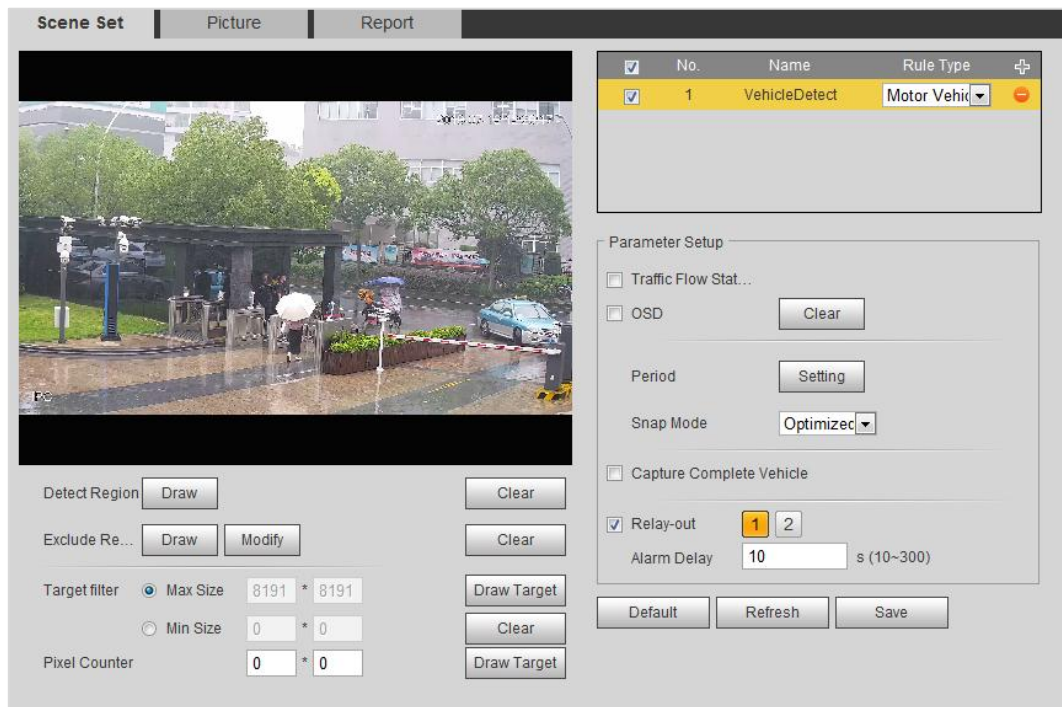 Scene Set Picture Report
No. Name Rule Type
1 VehicleDetect Motor Vehic
Parameter Setup
Traffic Flow Stat...
OSD Clear
Period Setting
Snap Mode Optimized
Capture Complete Vehicle
Relay-out 1 2
Alarm Delay 10 s (10~300)
Default Refresh Save
Detect Region Draw Clear
Exclude Re... Draw Modify Clear
Target filter Max Size 8191 * 8191 Draw Target
Min Size 0 * 0 Clear
Pixel Counter 0 * 0 Draw Target